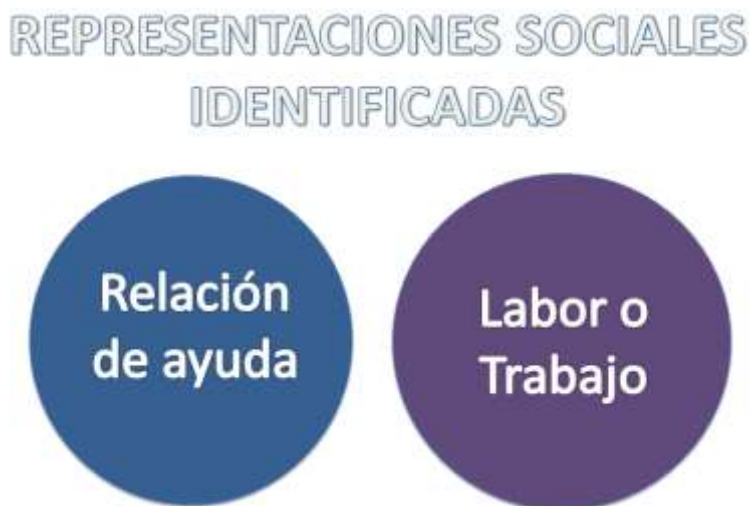 REPRESENTACIONES SOCIALES
IDENTIFICADAS
Relación
de ayuda
Labor o
Trabajo